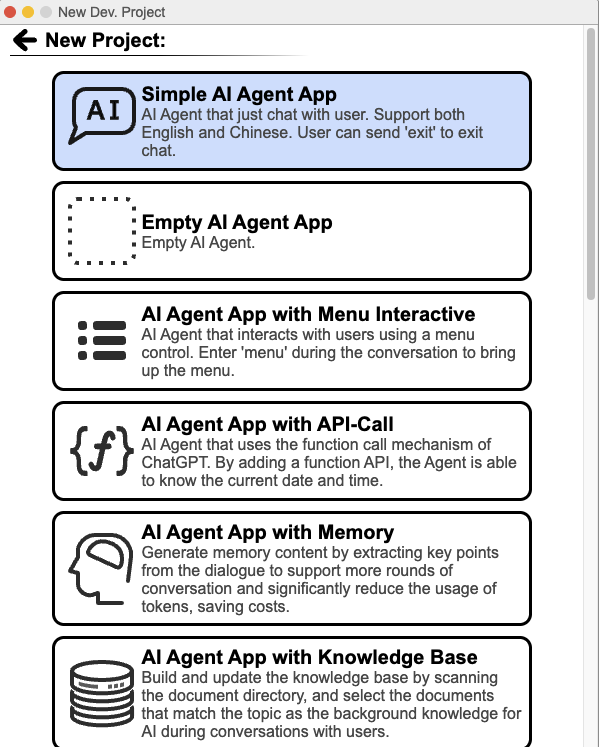 New Dev. Project
New Project:
AI
Simple AI Agent App
AI Agent that just chat with user. Support both
English and Chinese. User can send 'exit' to exit
chat.
Empty AI Agent App
Empty AI Agent.
AI Agent App with Menu Interactive
AI Agent that interacts with users using a menu
control. Enter 'menu' during the conversation to bring
up the menu.
{f}
AI Agent App with API-Call
AI Agent that uses the function call mechanism of
ChatGPT. By adding a function API, the Agent is able
to know the current date and time.
AI Agent App with Memory
Generate memory content by extracting key points
from the dialogue to support more rounds of
conversation and significantly reduce the usage of
tokens, saving costs.
AI Agent App with Knowledge Base
Build and update the knowledge base by scanning
the document directory, and select the documents
that match the topic as the background knowledge for
AI during conversations with users.